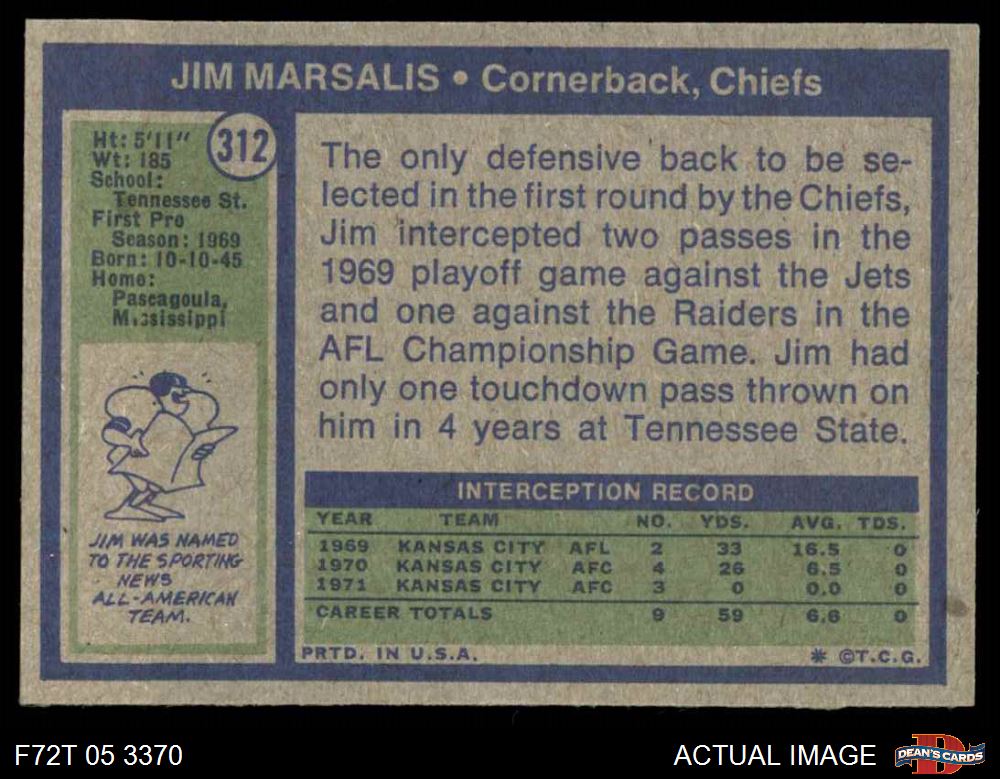 JIM MARSALIS • Cornerback, Chiefs
312
Ht: 5'11"
Wt: 185
School:
Tennessee St.
First Pro
Season: 1969
Born: 10-10-45
Home:
Pascagoula,
Mississippi
JIM WAS NAMED
TO THE SPORTING
NEWS
ALL-AMERICAN
TEAM.
The only defensive back to be se-
lected in the first round by the Chiefs,
Jim intercepted two passes in the
1969 playoff game against the Jets
and one against the Raiders in the
AFL Championship Game. Jim had
only one touchdown pass thrown on
him in 4 years at Tennessee State.
INTERCEPTION RECORD
YEAR TEAM NO. YDS. AVG. TDS.
1969 KANSAS CITY AFL 2 33 16.5 0
1970 KANSAS CITY AFC 4 26 6.5 0
1971 KANSAS CITY AFC 3 0 0.0 0
CAREER TOTALS 9 59 6.6 0
PRTD. IN U.S.A. * ©T.C.G.
F72T 05 3370 ACTUAL IMAGE
D
DEAN'S CARDS